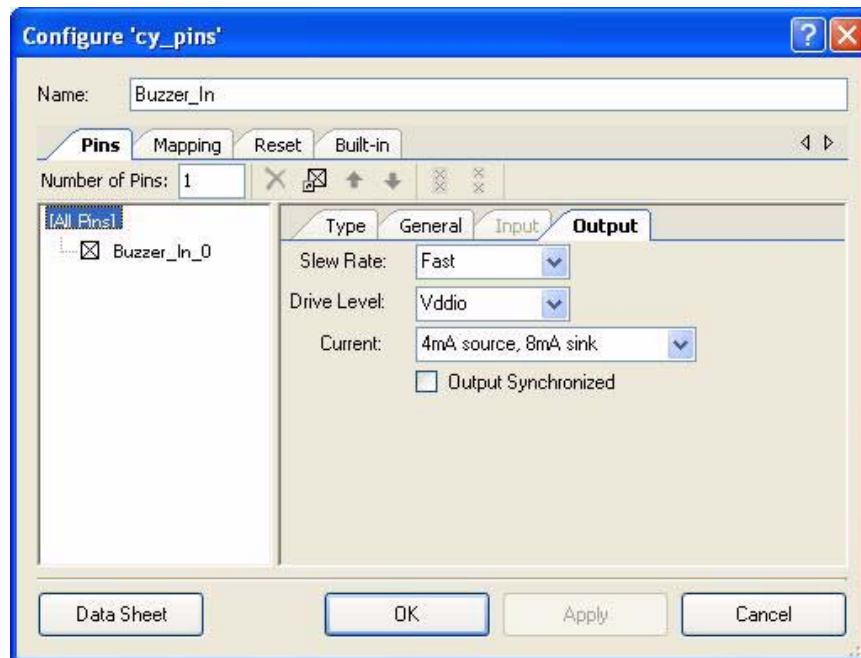 Configure 'cy_pins'
Name: Buzzer_In
Pins Mapping Reset Built-in
Number of Pins: 1
[All Pins]
Buzzer_In_0
Type General Input Output
Slew Rate: Fast
Drive Level: Vddio
Current: 4mA source, 8mA sink
Output Synchronized
Data Sheet OK Apply Cancel